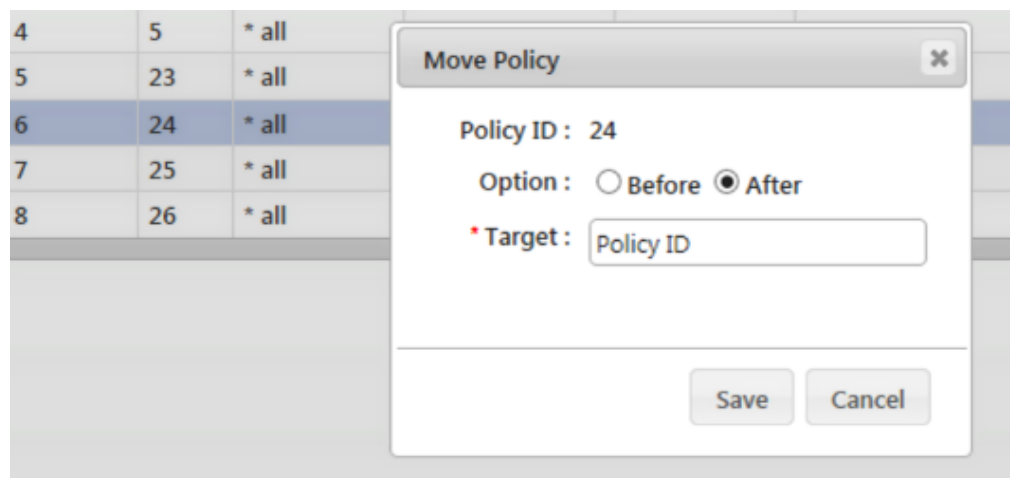 4 5 * all
5 23 * all
6 24 * all
7 25 * all
8 26 * all
Move Policy
Policy ID : 24
Option : Before After
* Target : Policy ID
Save Cancel